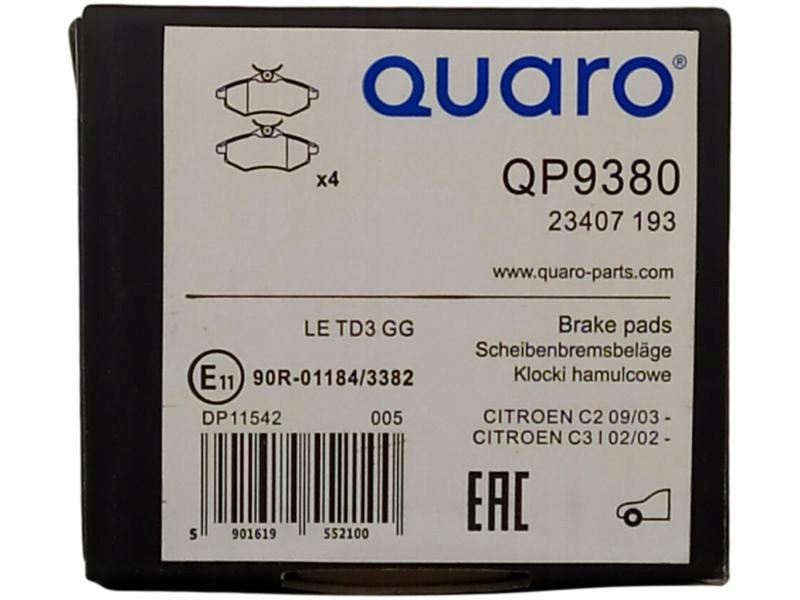 QUARO®
x4
QP9380
23407 193
www.quaro-parts.com
LE TD3 GG
Brake pads
Scheibenbremsbeläge
Klocki hamulcowe
E11 90R-01184/3382
DP11542 005
CITROEN C2 09/03 -
CITROEN C3 I 02/02 -
5 901619 552100
EAC